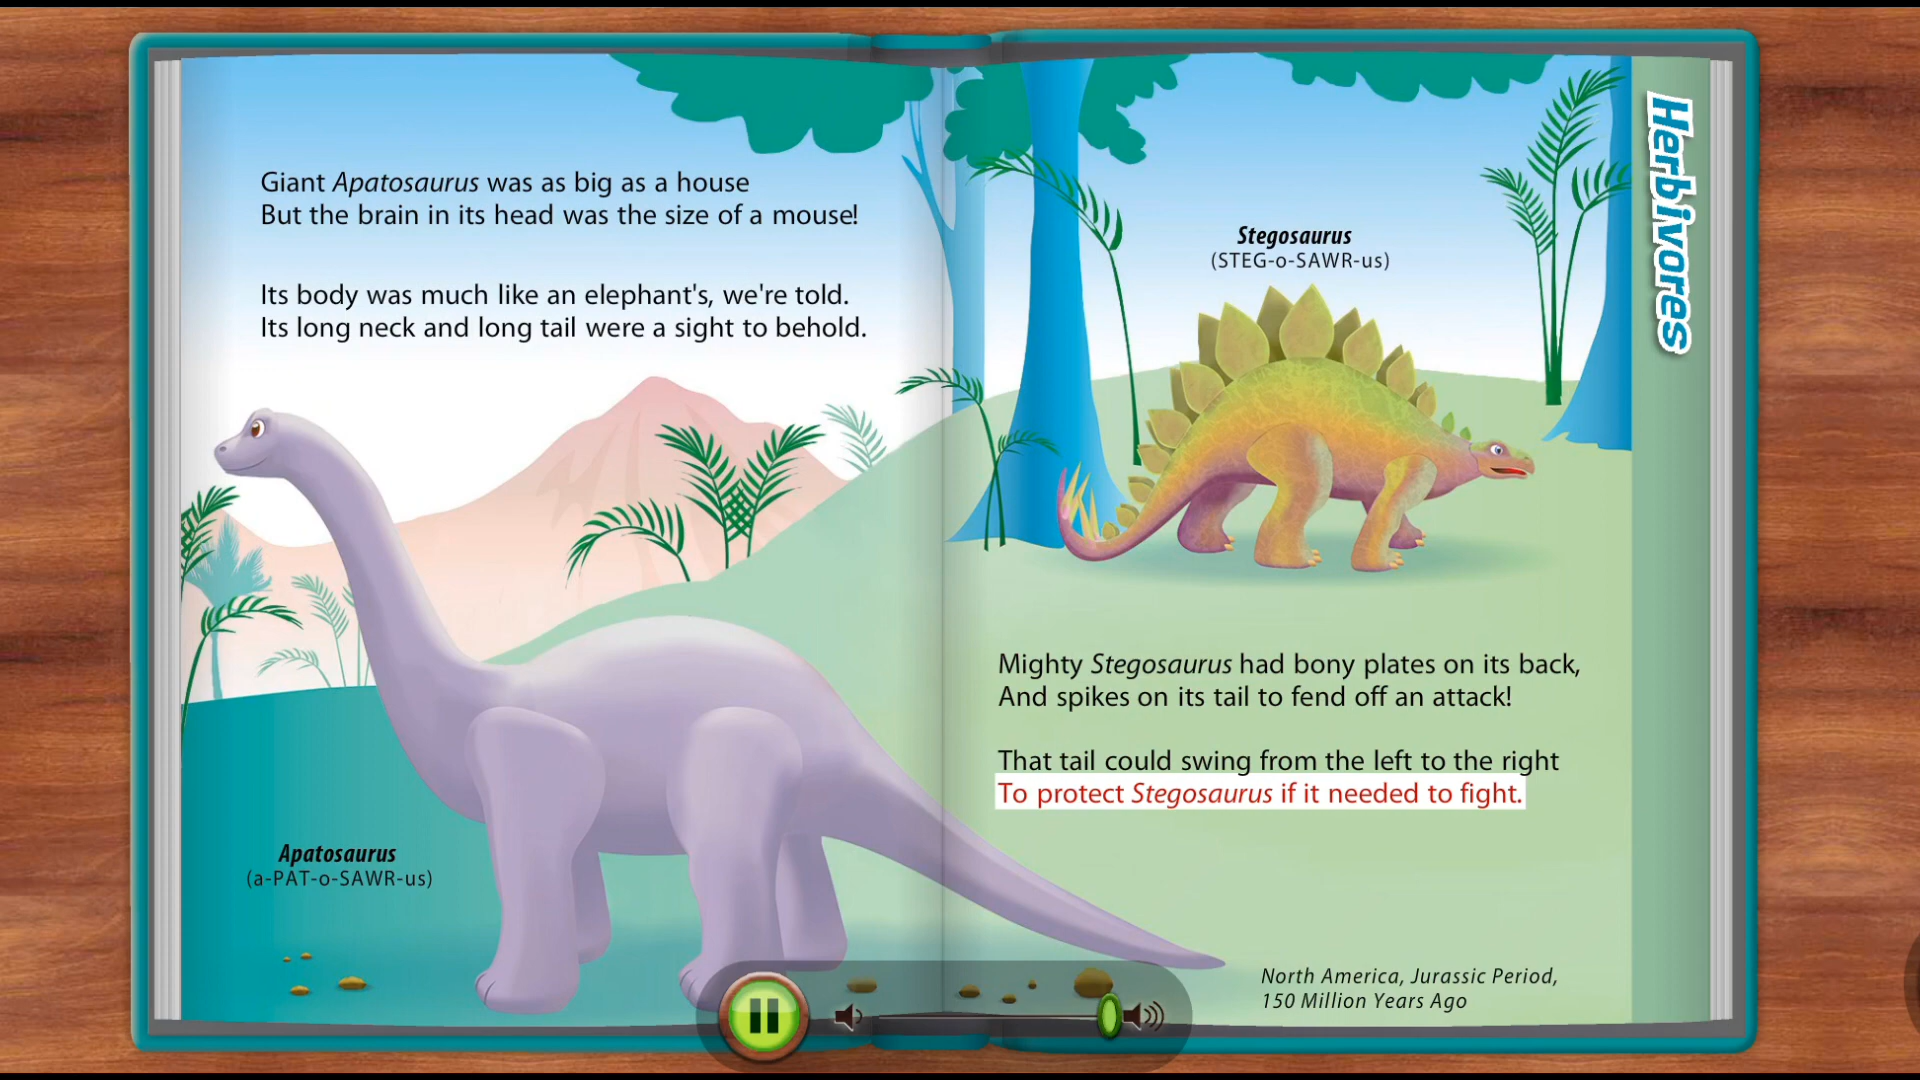 Giant Apatosaurus was as big as a house
But the brain in its head was the size of a mouse!
Its body was much like an elephant's, we're told.
Its long neck and long tail were a sight to behold.
Apatosaurus
(a-PAT-o-SAWR-us)
Herbivores
Stegosaurus
(STEG-o-SAWR-us)
Mighty Stegosaurus had bony plates on its back,
And spikes on its tail to fend off an attack!
That tail could swing from the left to the right
To protect Stegosaurus if it needed to fight.
North America, Jurassic Period,
150 Million Years Ago